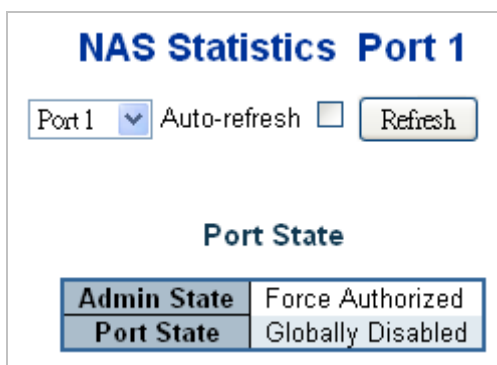 NAS Statistics Port 1
Port 1 Auto-refresh Refresh
Port State
Admin State Force Authorized
Port State Globally Disabled